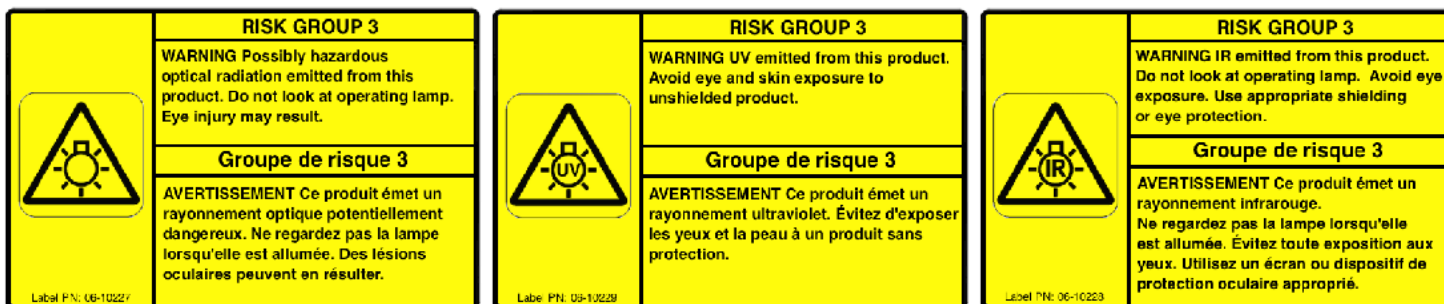 RISK GROUP 3
WARNING Possibly hazardous
optical radiation emitted from this
product. Do not look at operating lamp.
Eye injury may result.
Groupe de risque 3
AVERTISSEMENT Ce produit émet un
rayonnement optique potentiellement
dangereux. Ne regardez pas la lampe
lorsqu'elle est allumée. Des lésions
oculaires peuvent en résulter.
Label PN: 06-10227
RISK GROUP 3
WARNING UV emitted from this product.
Avoid eye and skin exposure to
unshielded product.
UV
Groupe de risque 3
AVERTISSEMENT Ce produit émet un
rayonnement ultraviolet. Évitez d'exposer
les yeux et la peau à un produit sans
protection.
Label PN: 06-10229
RISK GROUP 3
WARNING IR emitted from this product.
Do not look at operating lamp. Avoid eye
exposure. Use appropriate shielding
or eye protection.
IR
Groupe de risque 3
AVERTISSEMENT Ce produit émet un
rayonnement infrarouge.
Ne regardez pas la lampe lorsqu'elle
est allumée. Évitez toute exposition aux
yeux. Utilisez un écran ou dispositif de
protection oculaire approprié.
Label PN: 06-10228